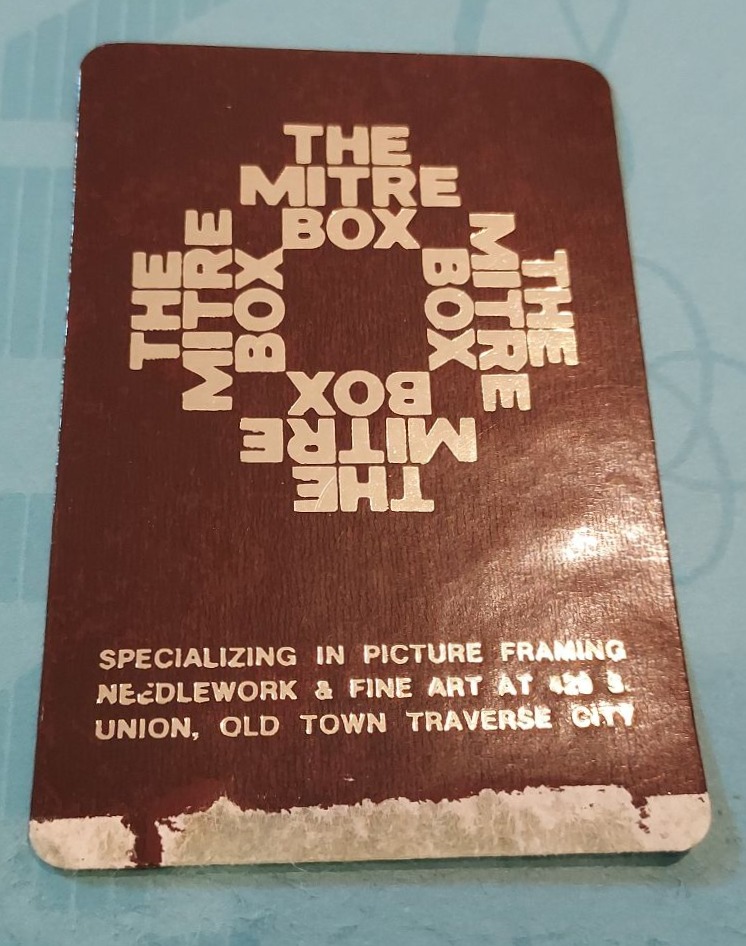 THE
MITRE
BOX
THE
MITRE
BOX
THE
MITRE
BOX
THE
MITRE
BOX
SPECIALIZING IN PICTURE FRAMING
NEEDLEWORK & FINE ART AT S.
UNION, OLD TOWN TRAVERSE CITY